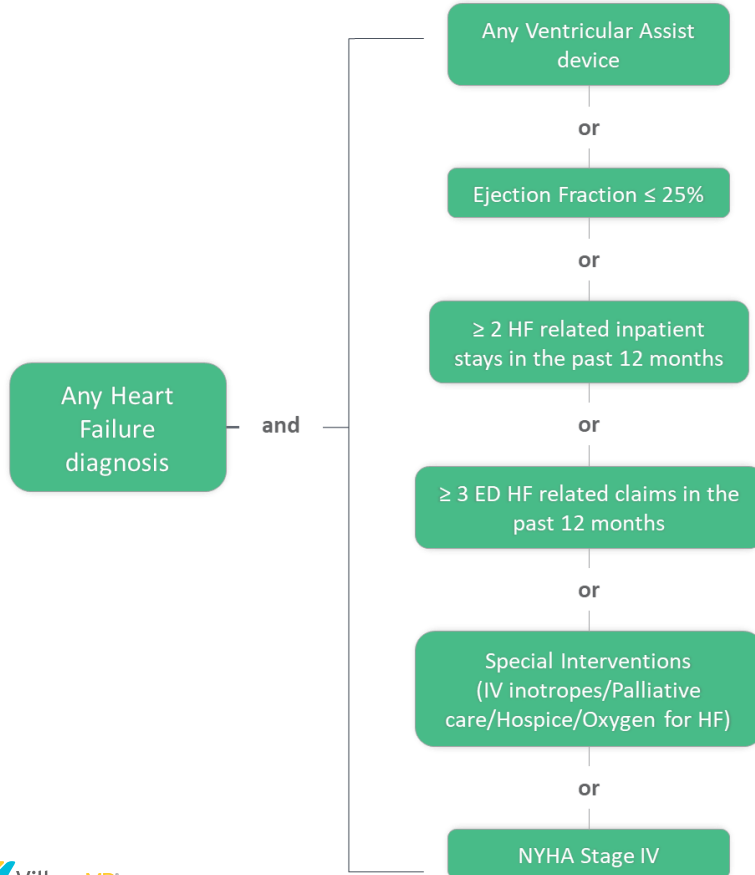 Any Ventricular Assist
device
or
Ejection Fraction ≤ 25%
or
≥ 2 HF related inpatient
stays in the past 12 months
or
Any Heart
Failure
diagnosis
and
≥ 3 ED HF related claims in the
past 12 months
or
Special Interventions
(IV inotropes/Palliative
care/Hospice/Oxygen for HF)
or
NYHA Stage IV